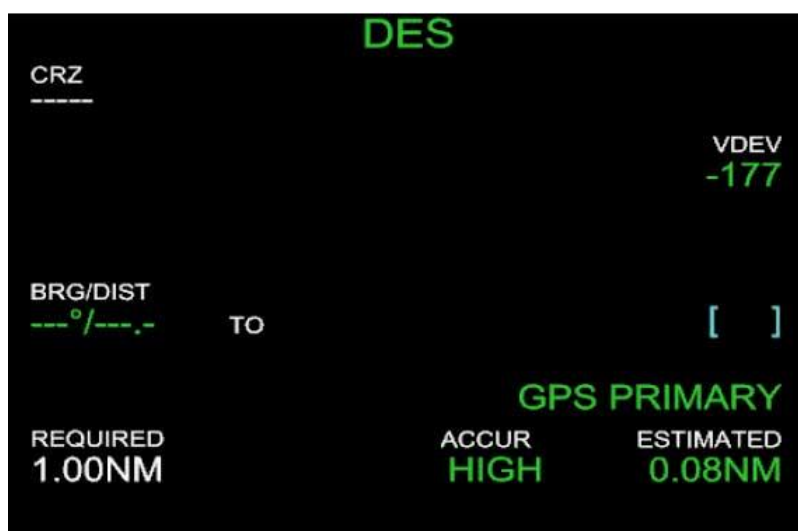 DES
CRZ
-----
VDEV
-177
BRG/DIST
---°/---.- TO [ ]
GPS PRIMARY
REQUIRED ACCUR ESTIMATED
1.00NM HIGH 0.08NM